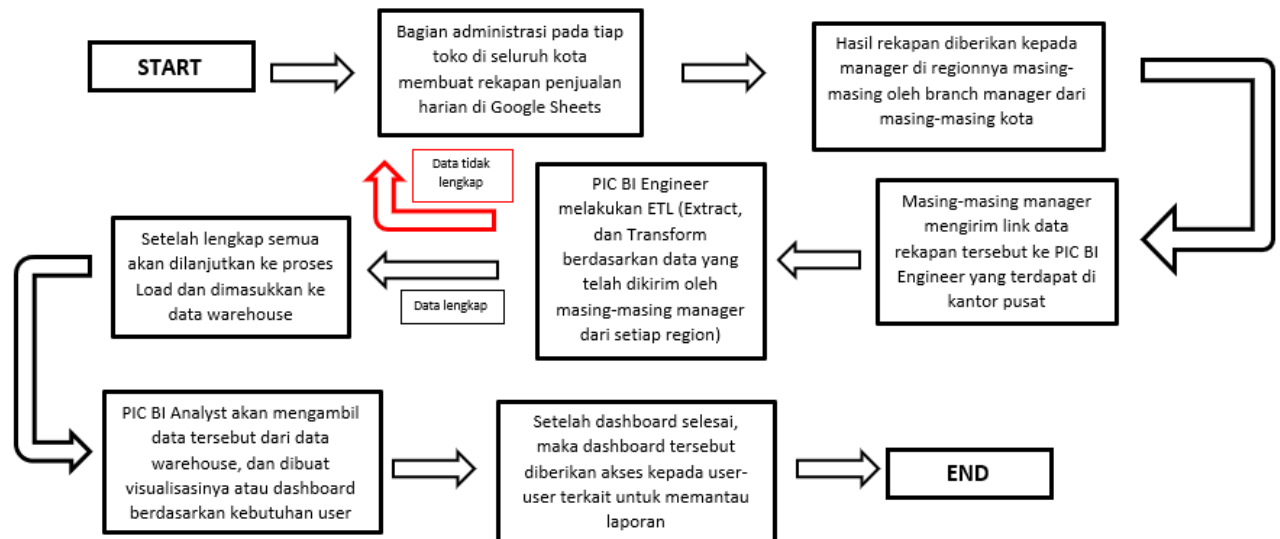 START
Bagian administrasi pada tiap
toko di seluruh kota
membuat rekapan penjualan
harian di Google Sheets
Hasil rekapan diberikan kepada
manager di regionnya masing-
masing oleh branch manager dari
masing-masing kota
Masing-masing manager
mengirim link data
rekapan tersebut ke PIC BI
Engineer yang terdapat di
kantor pusat
PIC BI Engineer
melakukan ETL (Extract,
dan Transform
berdasarkan data yang
telah dikirim oleh
masing-masing manager
dari setiap region)
Data tidak
lengkap
Data lengkap
Setelah lengkap semua
akan dilanjutkan ke proses
Load dan dimasukkan ke
data warehouse
PIC BI Analyst akan mengambil
data tersebut dari data
warehouse, dan dibuat
visualisasinya atau dashboard
berdasarkan kebutuhan user
Setelah dashboard selesai,
maka dashboard tersebut
diberikan akses kepada user-
user terkait untuk memantau
laporan
END